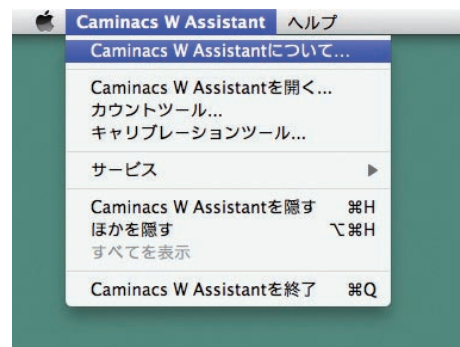 Caminacs W Assistant ヘルプ
Caminacs W Assistantについて...
Caminacs W Assistantを開く...
カウントツール...
キャリブレーションツール...
サービス
Caminacs W Assistantを隠す ⌘H
ほかを隠す ⌥⌘H
すべてを表示
Caminacs W Assistantを終了 ⌘Q